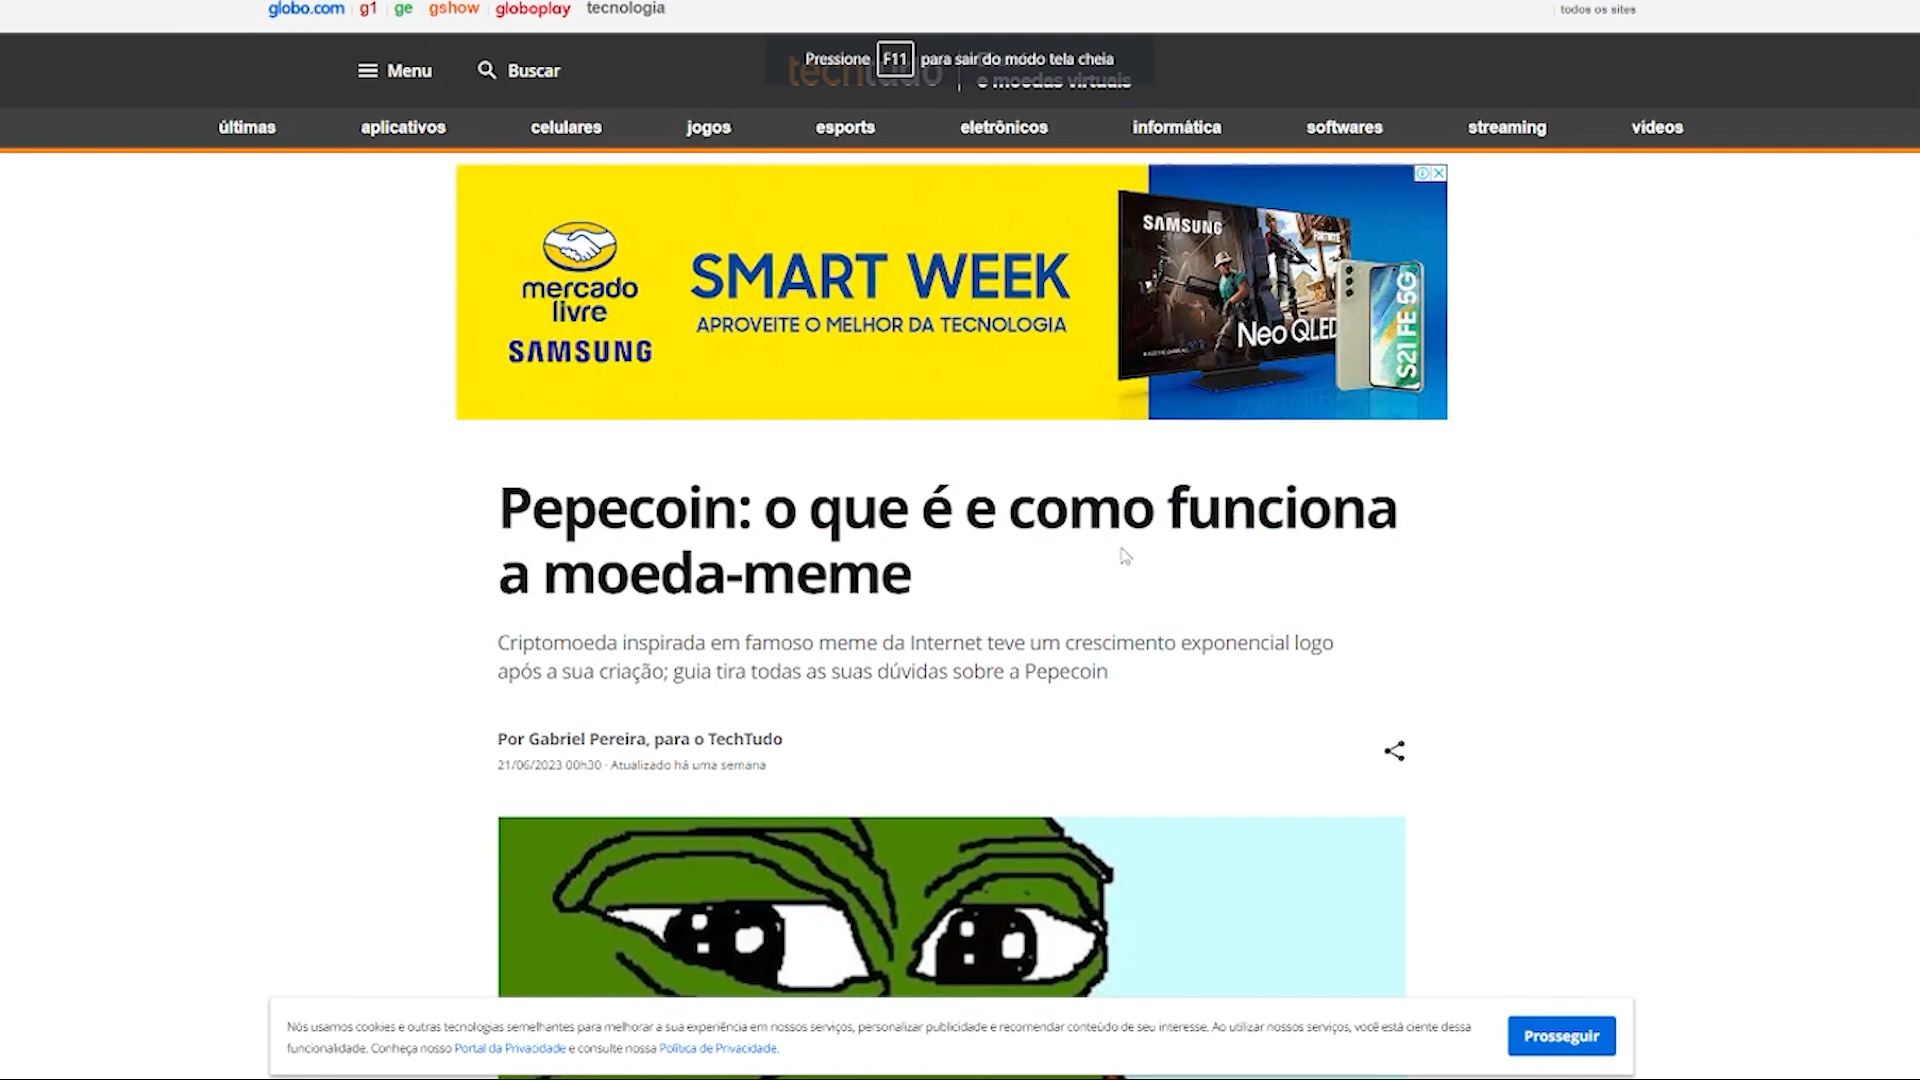 globo.com g1 ge gshow globoplay tecnologia todos os sites
Menu Buscar
Pressione F11 para sair do modo tela cheia
techtudo
e moedas virtuais
últimas aplicativos celulares jogos esports eletrônicos informática softwares streaming videos
mercado
livre
SAMSUNG
SMART WEEK
APROVEITE O MELHOR DA TECNOLOGIA
SAMSUNG
FORTNITE
Neo QLED
S21 FE 5G
Pepecoin: o que é e como funciona
a moeda-meme
Criptomoeda inspirada em famoso meme da Internet teve um crescimento exponencial logo
após a sua criação; guia tira todas as suas dúvidas sobre a Pepecoin
Por Gabriel Pereira, para o TechTudo
21/06/2023 00h30 · Atualizado há uma semana
Nós usamos cookies e outras tecnologias semelhantes para melhorar a sua experiência em nossos serviços, personalizar publicidade e recomendar conteúdo de seu interesse. Ao utilizar nossos serviços, você está ciente dessa
funcionalidade. Conheça nosso Portal da Privacidade e consulte nossa Política de Privacidade.
Prosseguir